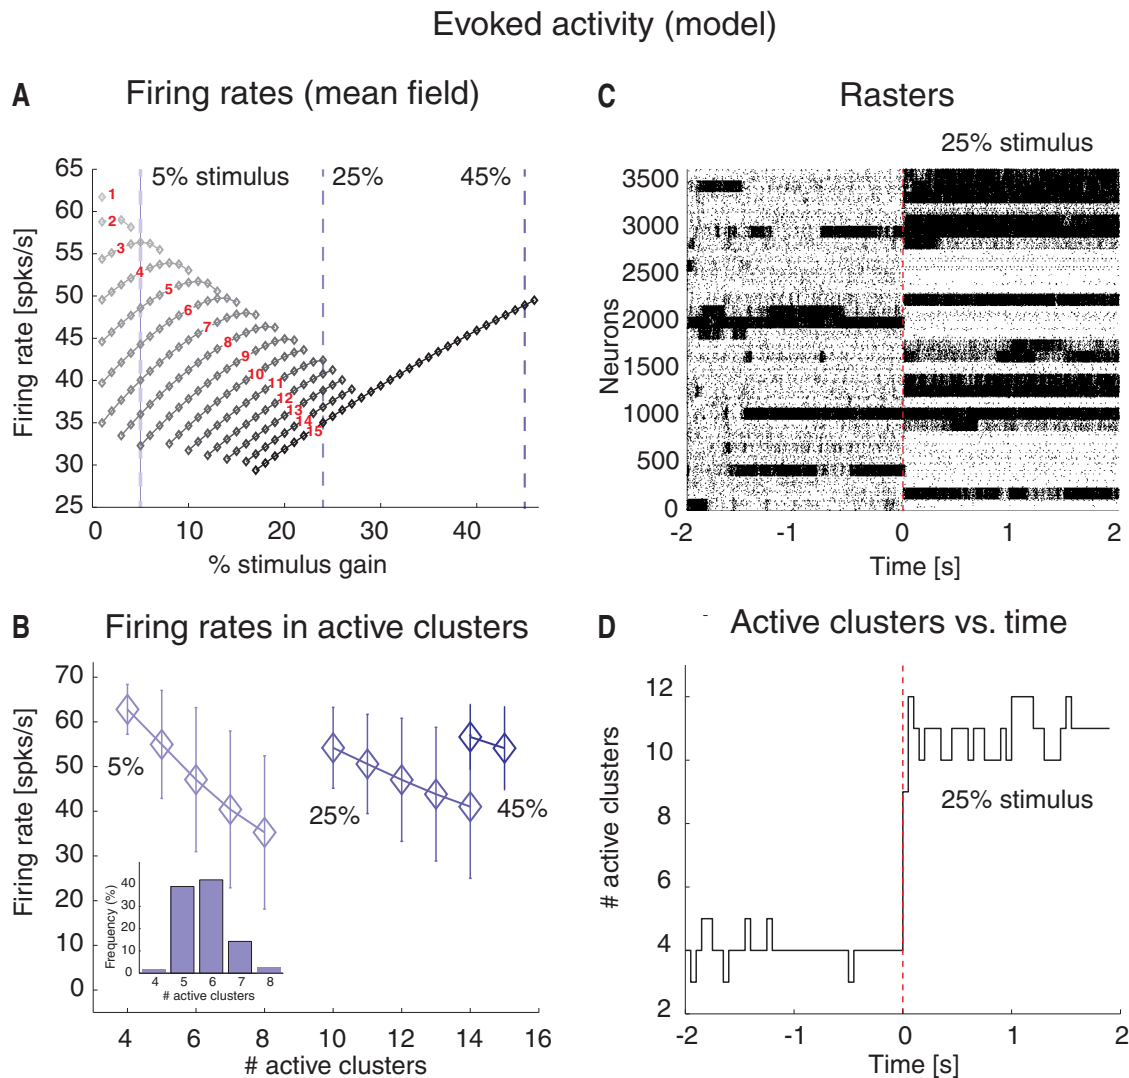 Evoked activity (model)
A Firing rates (mean field)
5% stimulus 25% 45%
65
60
55
50
45
40
35
30
25
Firing rate [spks/s]
1
2
3
4
5
6
7
8
9
10
11
12
13
14
15
0 10 20 30 40
% stimulus gain
C Rasters
25% stimulus
3500
3000
2500
2000
1500
1000
500
0
Neurons
-2 -1 0 1 2
Time [s]
B Firing rates in active clusters
70
60
50
40
30
20
10
0
Firing rate [spks/s]
5%
25%
45%
Frequency (%)
40
30
20
10
0
4 5 6 7 8
# active clusters
4 6 8 10 12 14 16
# active clusters
D Active clusters vs. time
12
10
8
6
4
2
# active clusters
25% stimulus
-2 -1 0 1 2
Time [s]